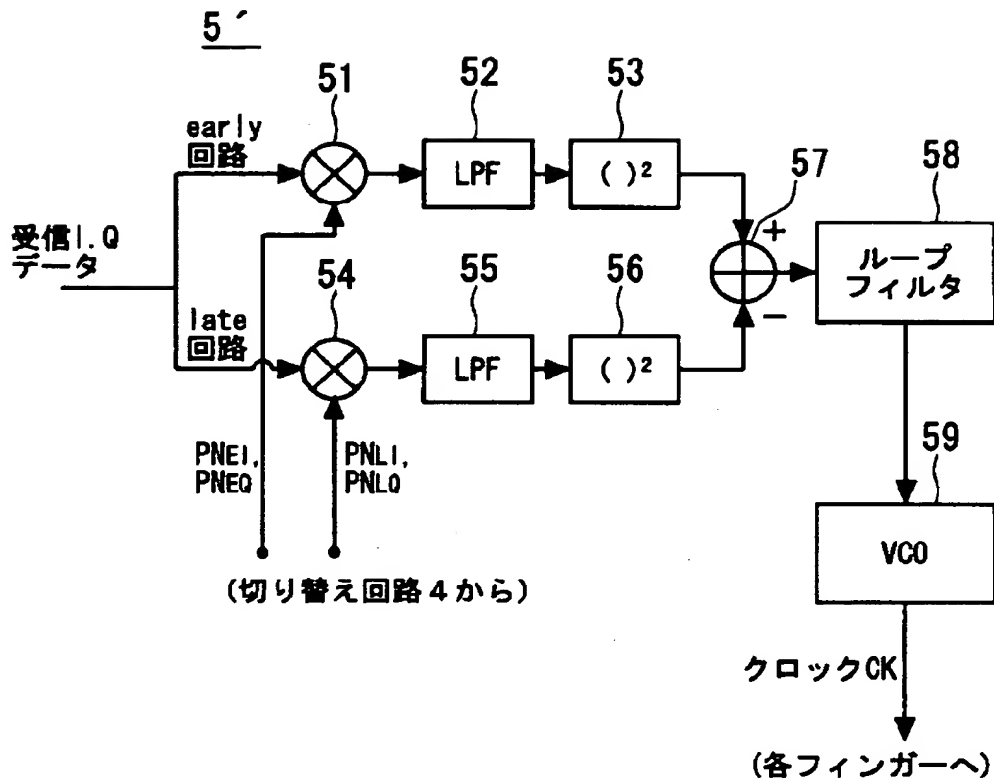 5´
51
52
53
early
回路
LPF
( )²
57
58
受信I.Q
データ
+
ループ
フィルタ
54
55
56
−
late
回路
LPF
( )²
PNEI,
PNEQ
PNLI,
PNLQ
59
VCO
(切り替え回路4から)
クロックCK
(各フィンガーへ)